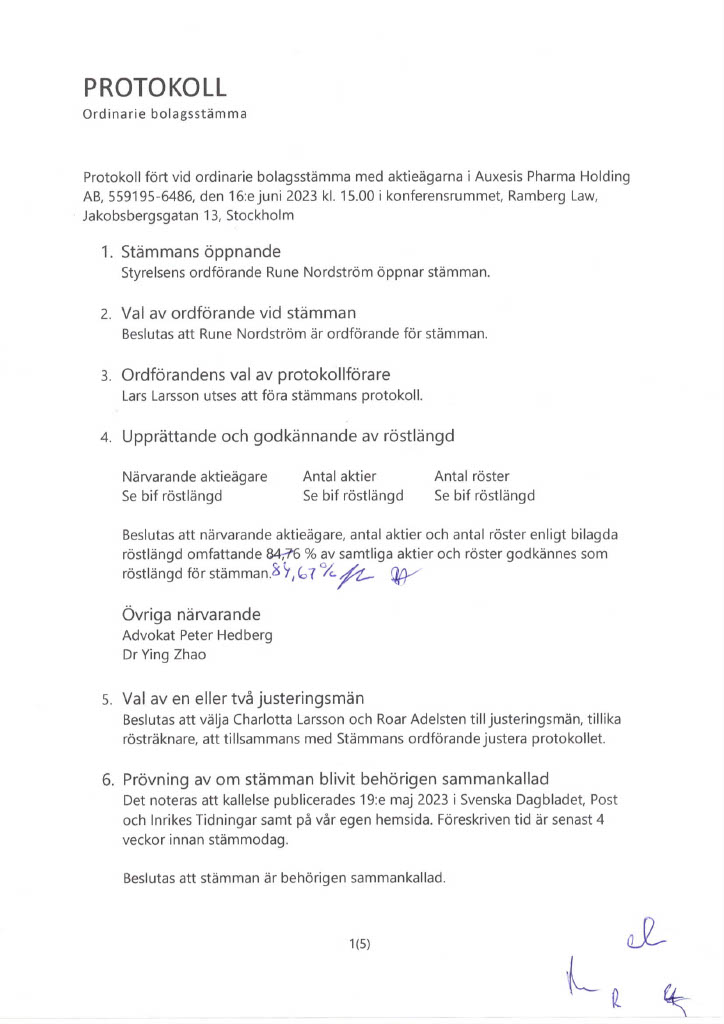 PROTOKOLL
Ordinarie bolagsstämma
Protokoll fört vid ordinarie bolagsstämma med aktieägarna i Auxesis Pharma Holding
AB, 559195-6486, den 16:e juni 2023 kl. 15.00 i konferensrummet, Ramberg Law,
Jakobsbergsgatan 13, Stockholm
1. Stämmans öppnande
Styrelsens ordförande Rune Nordström öppnar stämman.
2. Val av ordförande vid stämman
Beslutas att Rune Nordström är ordförande för stämman.
3. Ordförandens val av protokollförare
Lars Larsson utses att föra stämmans protokoll.
4. Upprättande och godkännande av röstlängd
Närvarande aktieägare Antal aktier Antal röster
Se bif röstlängd Se bif röstlängd Se bif röstlängd
Beslutas att närvarande aktieägare, antal aktier och antal röster enligt bilagda
röstlängd omfattande 84,76 % av samtliga aktier och röster godkännes som
röstlängd för stämman. 84,67%
Övriga närvarande
Advokat Peter Hedberg
Dr Ying Zhao
5. Val av en eller två justeringsmän
Beslutas att välja Charlotta Larsson och Roar Adelsten till justeringsmän, tillika
rösträknare, att tillsammans med Stämmans ordförande justera protokollet.
6. Prövning av om stämman blivit behörigen sammankallad
Det noteras att kallelse publicerades 19:e maj 2023 i Svenska Dagbladet, Post
och Inrikes Tidningar samt på vår egen hemsida. Föreskriven tid är senast 4
veckor innan stämmodag.
Beslutas att stämman är behörigen sammankallad.
1(5)